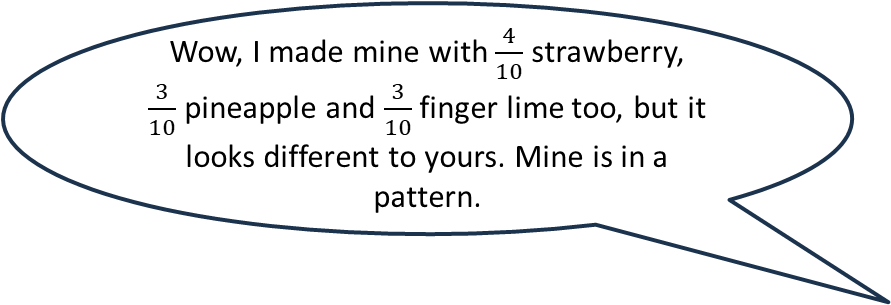 Wow, I made mine with 4/10 strawberry,
3/10 pineapple and 3/10 finger lime too, but it
looks different to yours. Mine is in a
pattern.